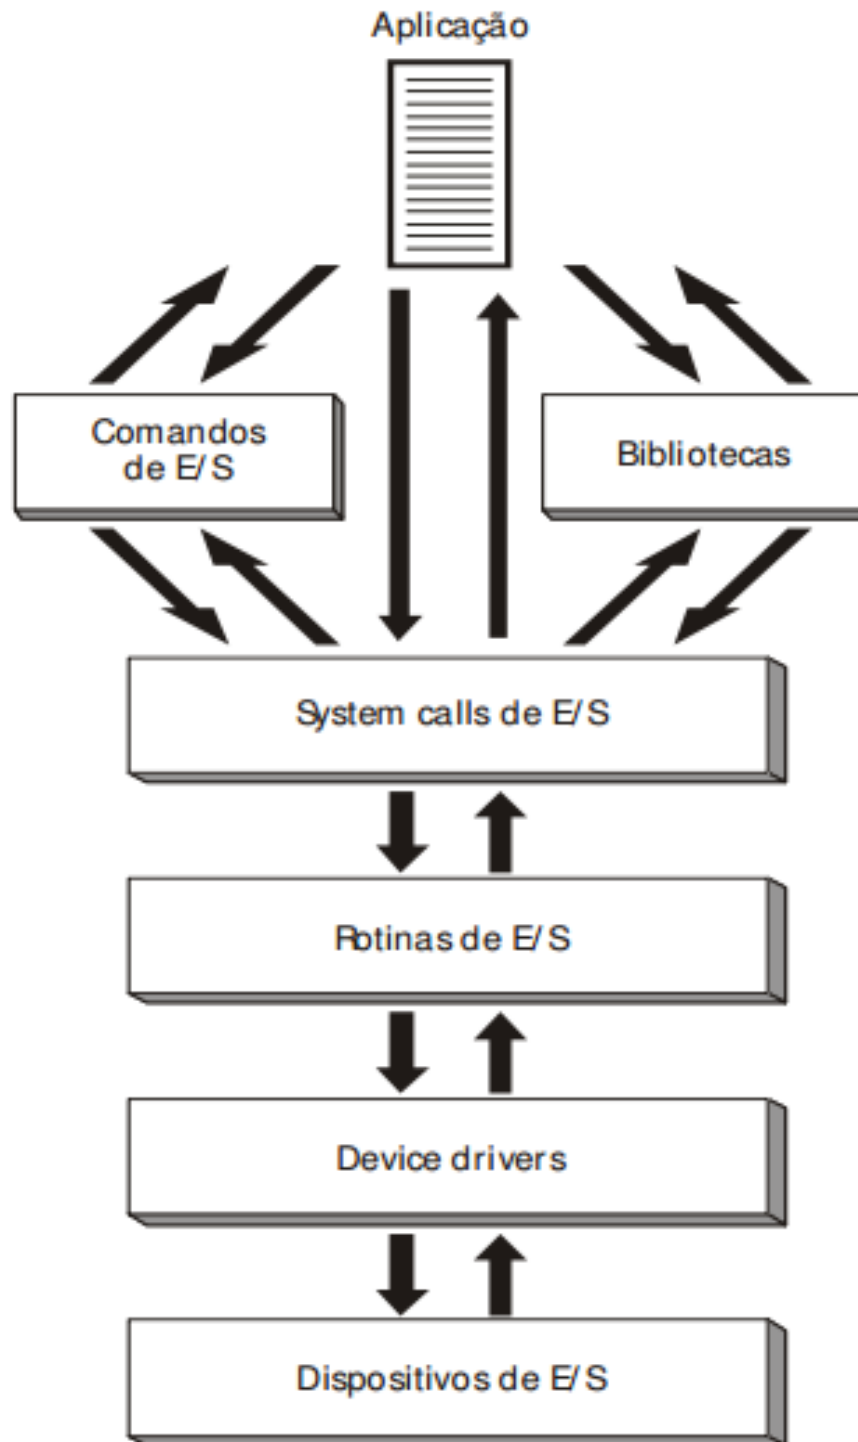 Aplicação
Comandos
de E/S
Bibliotecas
System calls de E/S
Rotinas de E/S
Device drivers
Dispositivos de E/S